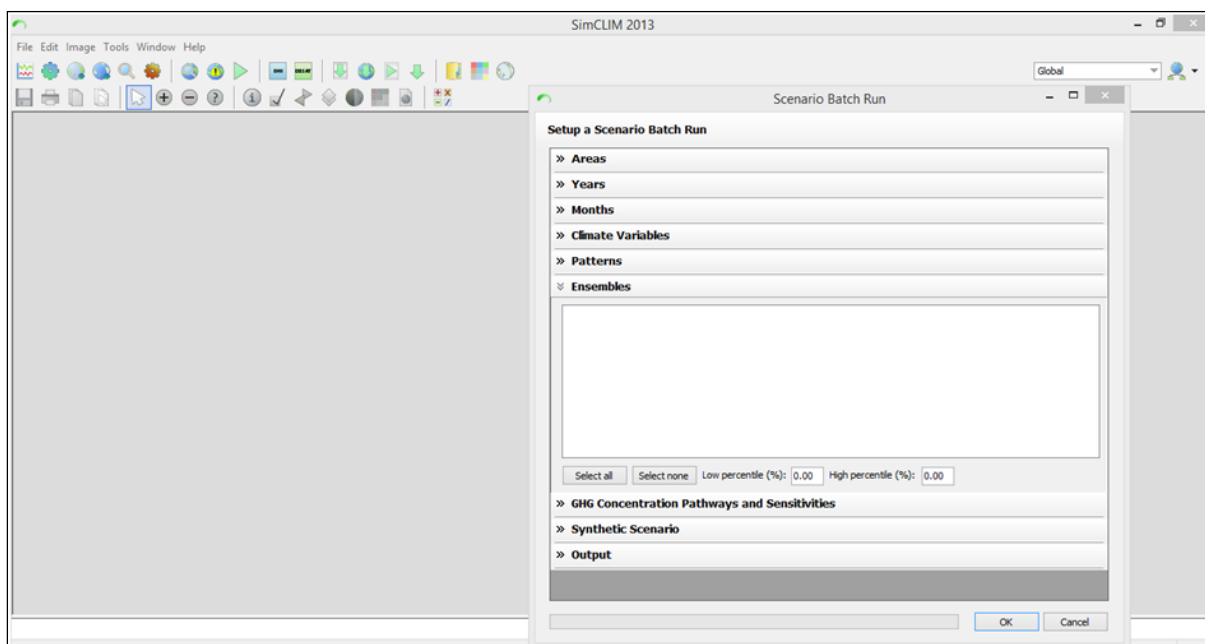 SimCLIM 2013
File Edit Image Tools Window Help
Global
Scenario Batch Run
Setup a Scenario Batch Run
» Areas
» Years
» Months
» Climate Variables
» Patterns
Ensembles
Select all Select none Low percentile (%): 0.00 High percentile (%): 0.00
» GHG Concentration Pathways and Sensitivities
» Synthetic Scenario
» Output
OK Cancel